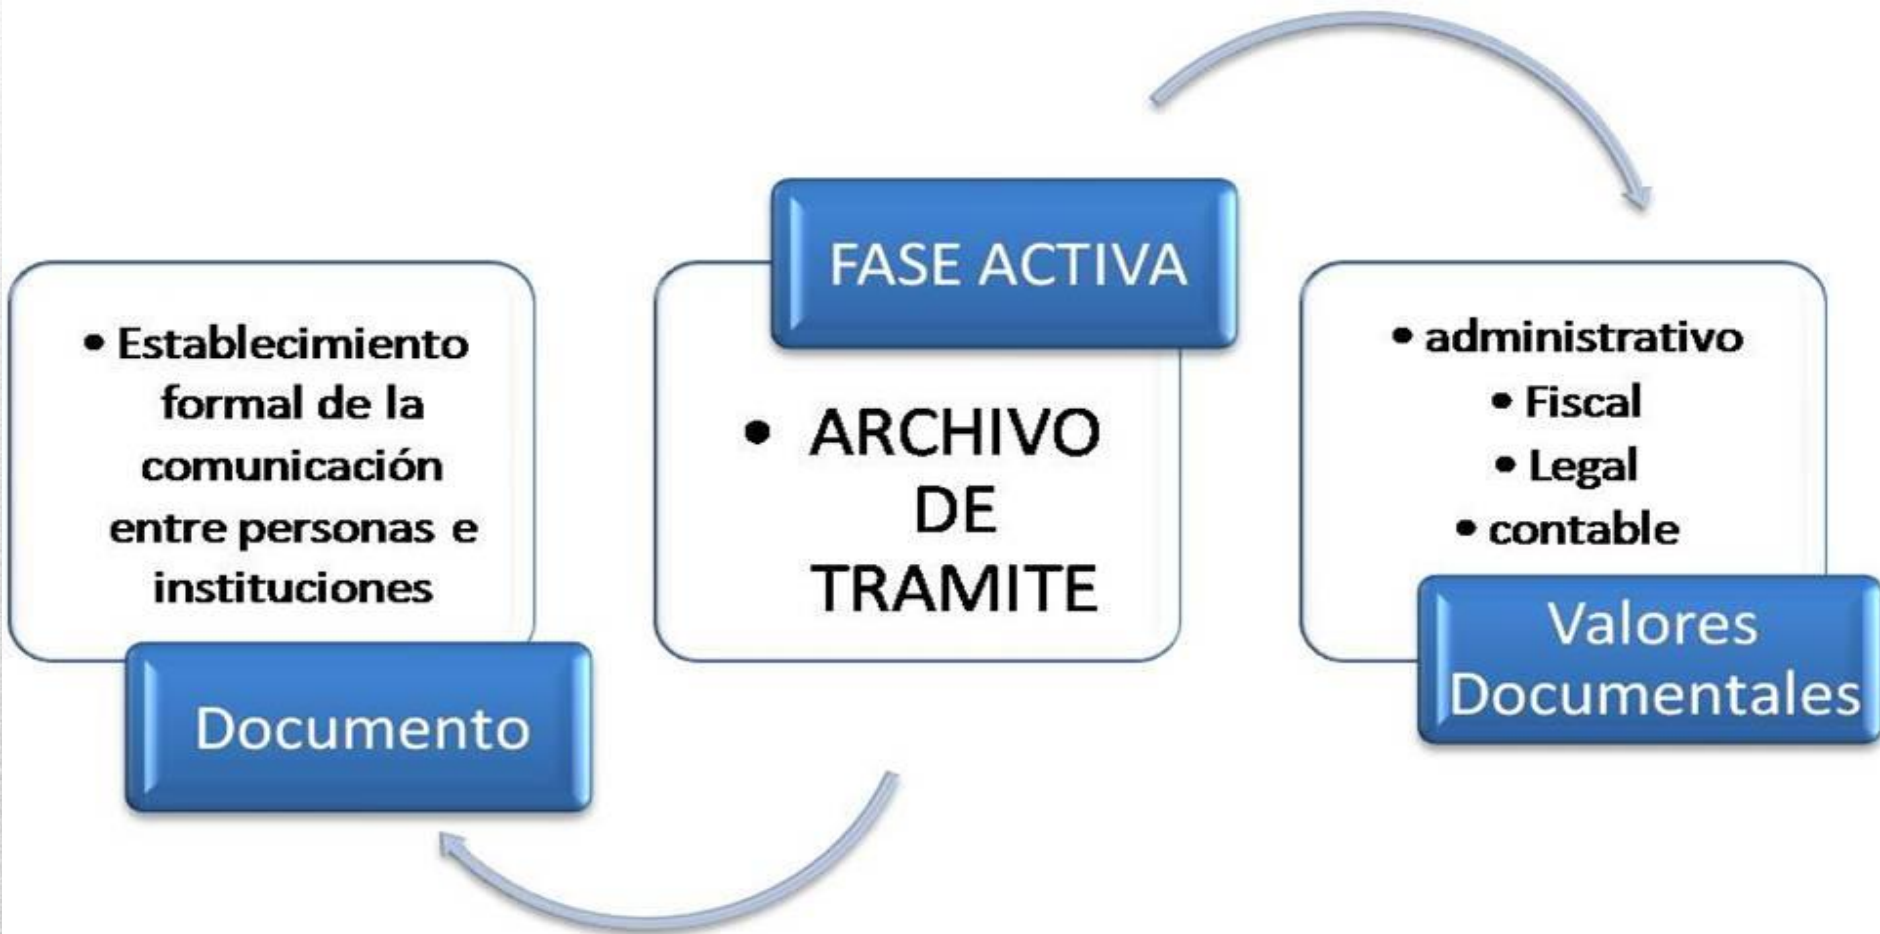 • Establecimiento
formal de la
comunicación
entre personas e
instituciones
Documento
FASE ACTIVA
• ARCHIVO
DE
TRAMITE
• administrativo
• Fiscal
• Legal
• contable
Valores
Documentales